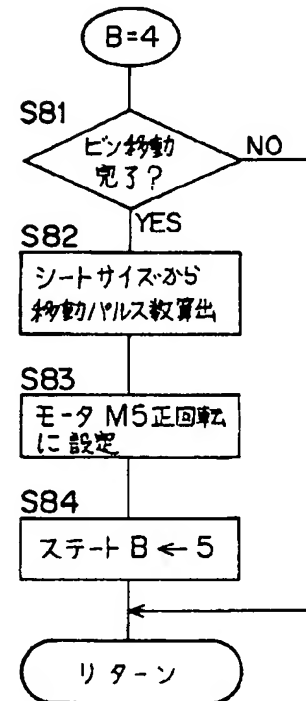 B=4
S81
ビン移動
完了?
NO
YES
S82
シートサイズから
移動パルス数算出
S83
モータ M5正回転
に設定
S84
ステート B ← 5
リターン